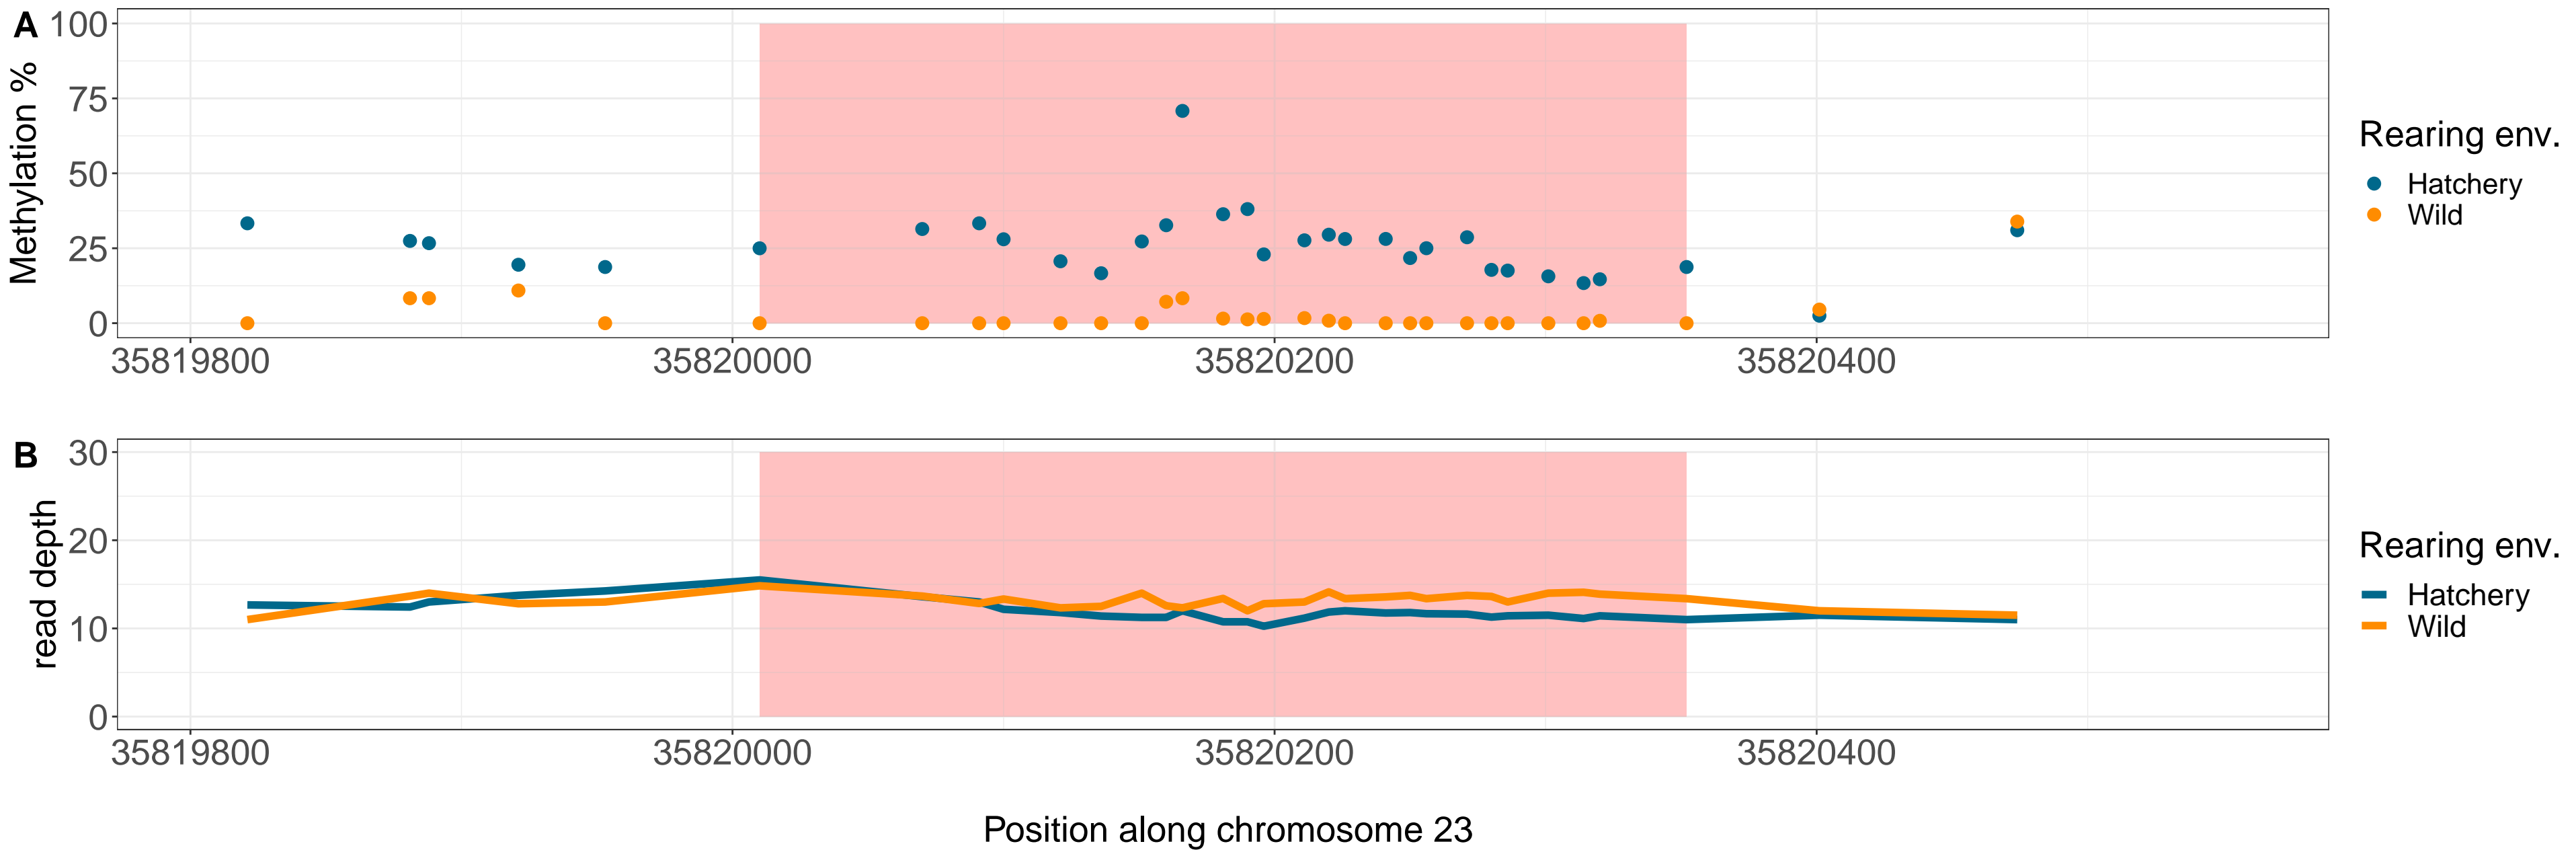 A
Methylation %
100
75
50
25
0
35819800 35820000 35820200 35820400
Rearing env.
Hatchery
Wild
B
read depth
30
20
10
0
35819800 35820000 35820200 35820400
Rearing env.
Hatchery
Wild
Position along chromosome 23